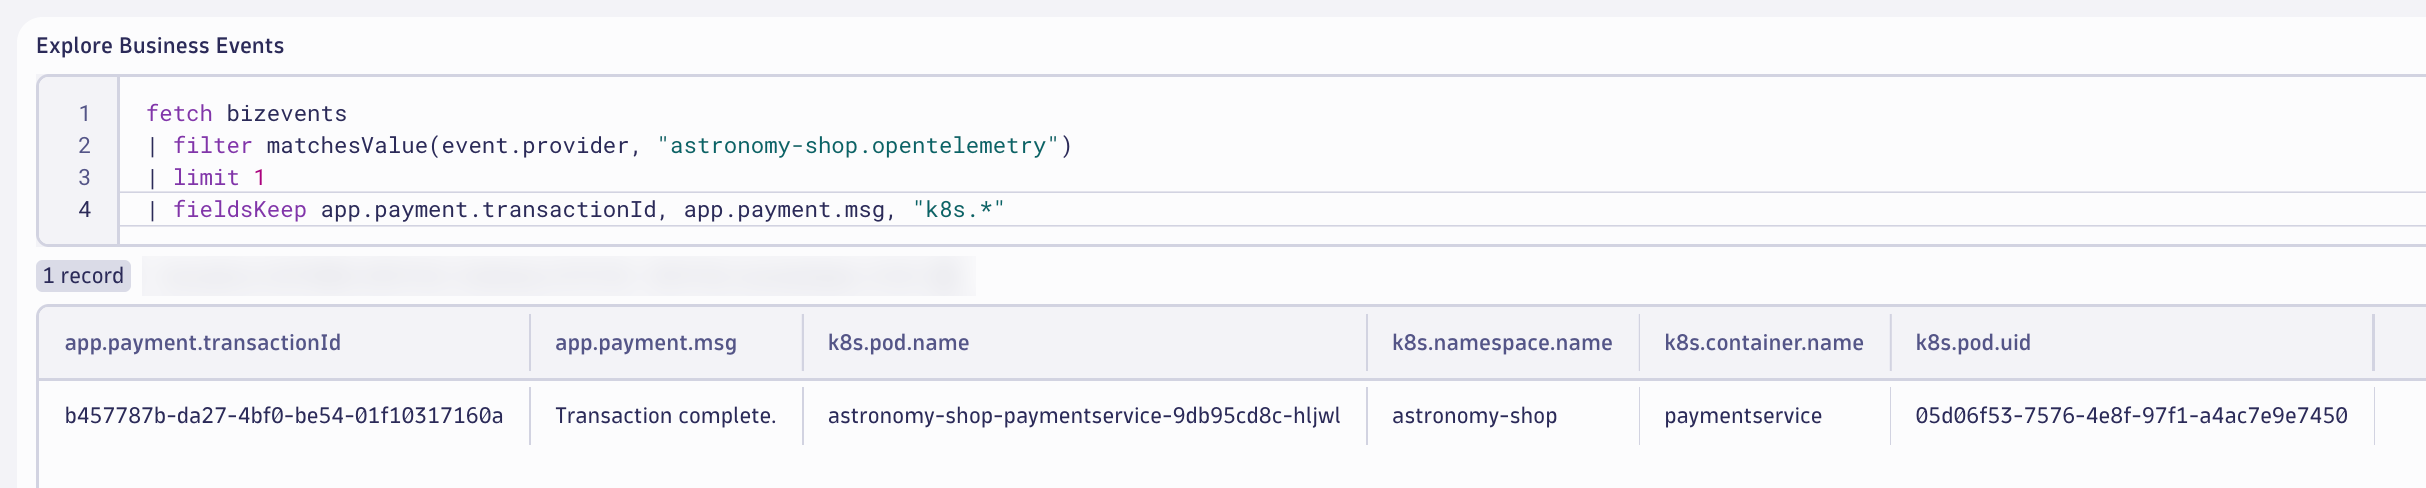 Explore Business Events
1 fetch bizevents
2 | filter matchesValue(event.provider, "astronomy-shop.opentelemetry")
3 | limit 1
4 | fieldsKeep app.payment.transactionId, app.payment.msg, "k8s.*"
1 record
app.payment.transactionId app.payment.msg k8s.pod.name k8s.namespace.name k8s.container.name k8s.pod.uid
b457787b-da27-4bf0-be54-01f10317160a Transaction complete. astronomy-shop-paymentservice-9db95cd8c-hljwl astronomy-shop paymentservice 05d06f53-7576-4e8f-97f1-a4ac7e9e7450